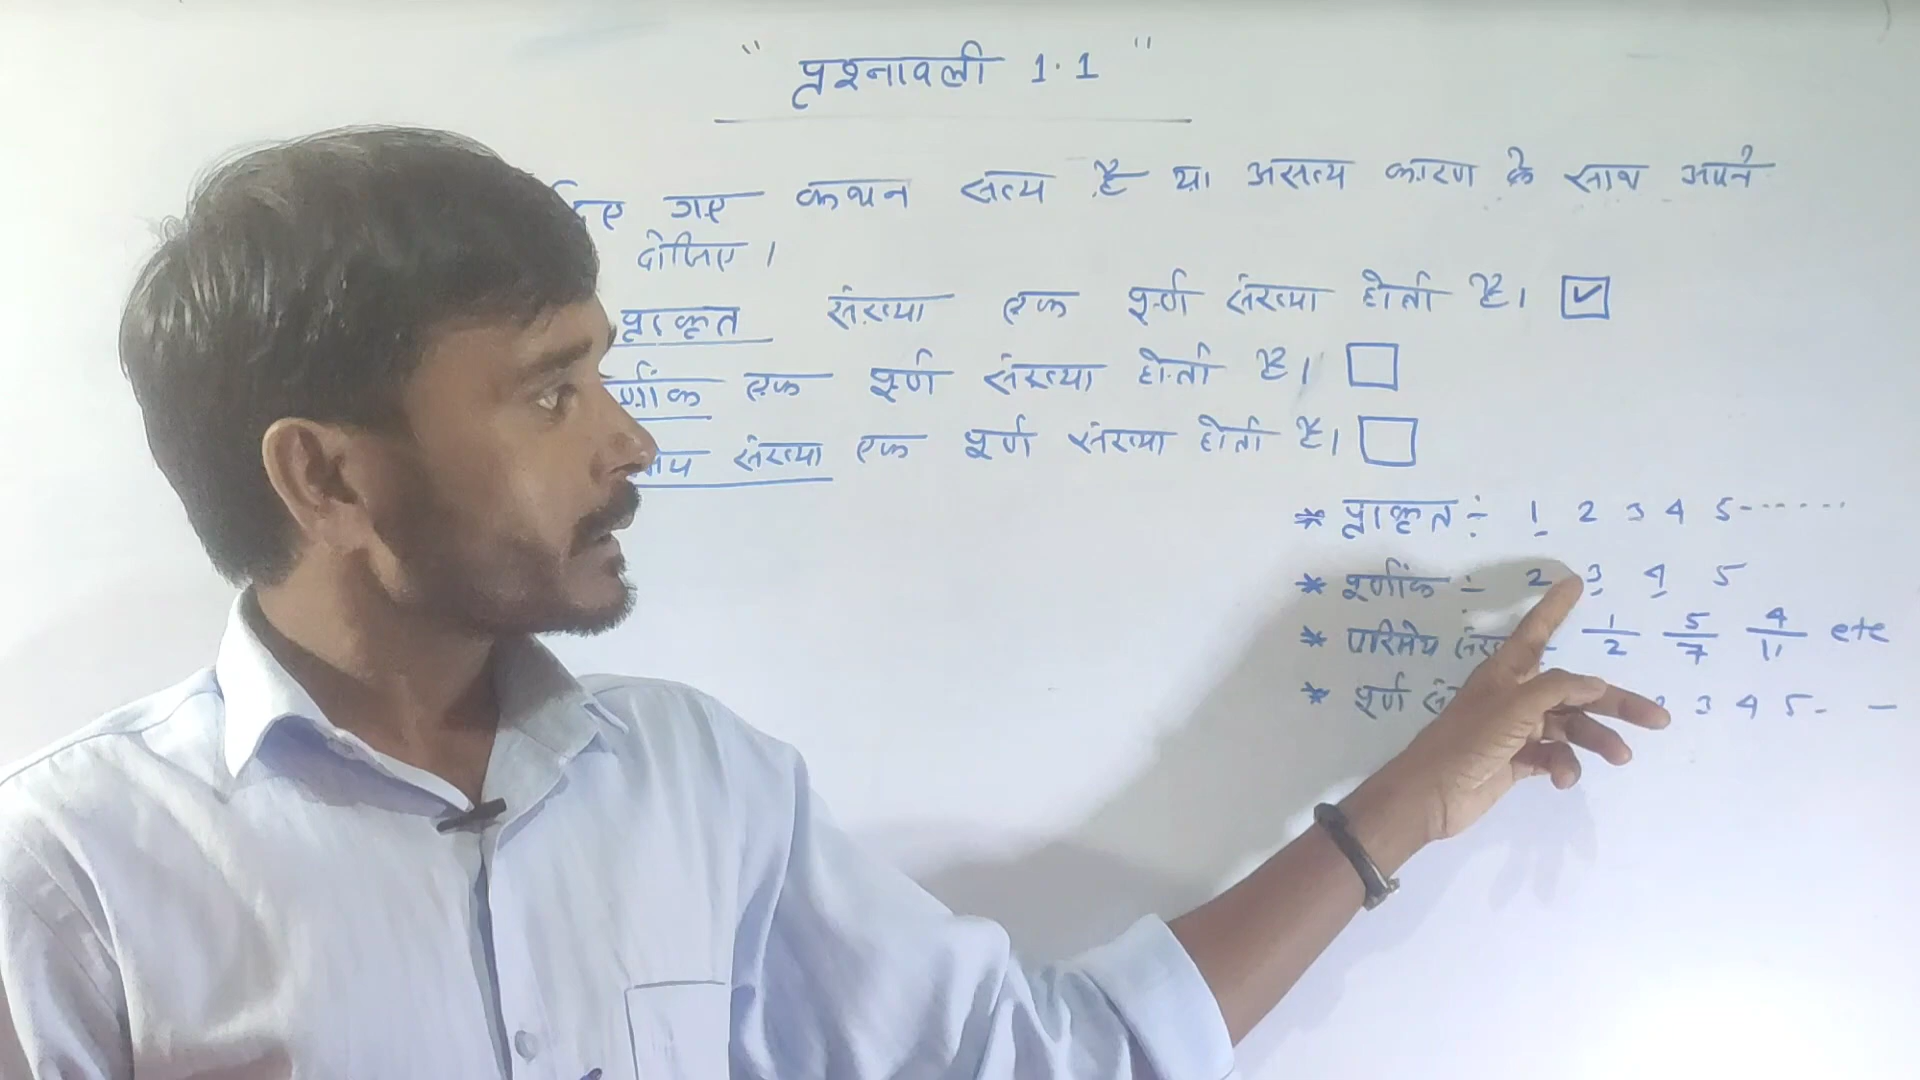 " प्रश्नावली 1.1 "
गए कथन सत्य है या असत्य कारण के साथ अपने
दीजिए ।
प्राकृत संख्या एक पूर्ण संख्या होती है।
एक पूर्ण संख्या होती है।
संख्या एक पूर्ण संख्या होती है।
* प्राकृत ÷ 1 2 3 4 5-......
* पूर्णांक ÷ 2 3 4 5
* परिमेय 1/2 5/7 4/11 etc
* पूर्ण 3 4 5 - -